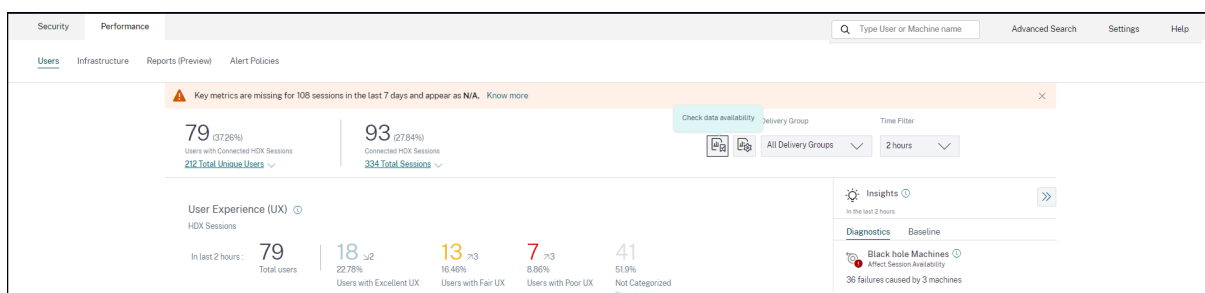 Security Performance Type User or Machine name Advanced Search Settings Help
Users Infrastructure Reports (Preview) Alert Policies
Key metrics are missing for 108 sessions in the last 7 days and appear as N/A. Know more
79 (37.26%)
Users with Connected HDX Sessions
212 Total Unique Users
93 (27.84%)
Connected HDX Sessions
334 Total Sessions
Check data availability
Delivery Group
All Delivery Groups
Time Filter
2 hours
User Experience (UX)
HDX Sessions
In last 2 hours :
79
Total users
18 2
22.78%
Users with Excellent UX
13 3
16.46%
Users with Fair UX
7 3
8.86%
Users with Poor UX
41
51.9%
Not Categorized
Insights
In the last 2 hours
Diagnostics Baseline
Black hole Machines
Affect Session Availability
36 failures caused by 3 machines